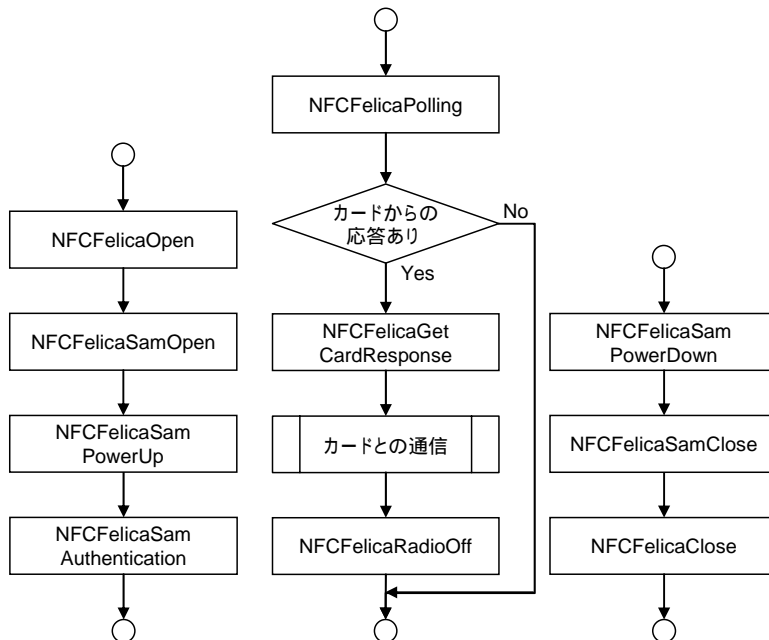 NFCFelicaOpen
NFCFelicaSamOpen
NFCFelicaSam
PowerUp
NFCFelicaSam
Authentication
NFCFelicaPolling
カードからの
応答あり
No
Yes
NFCFelicaGet
CardResponse
カードとの通信
NFCFelicaRadioOff
NFCFelicaSam
PowerDown
NFCFelicaSamClose
NFCFelicaClose